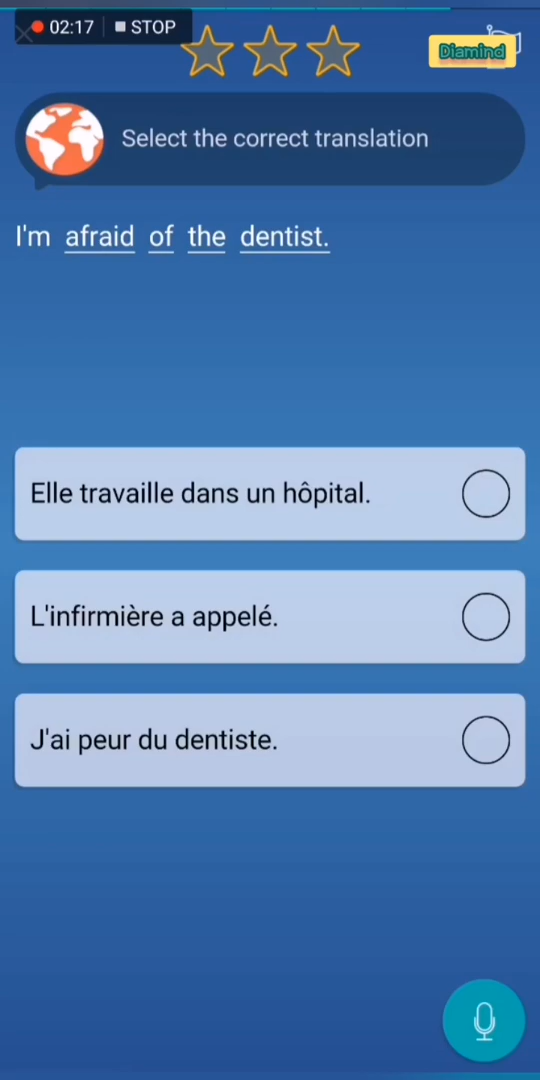 02:17 STOP
Diamind
Select the correct translation
I'm afraid of the dentist.
Elle travaille dans un hôpital.
L'infirmière a appelé.
J'ai peur du dentiste.